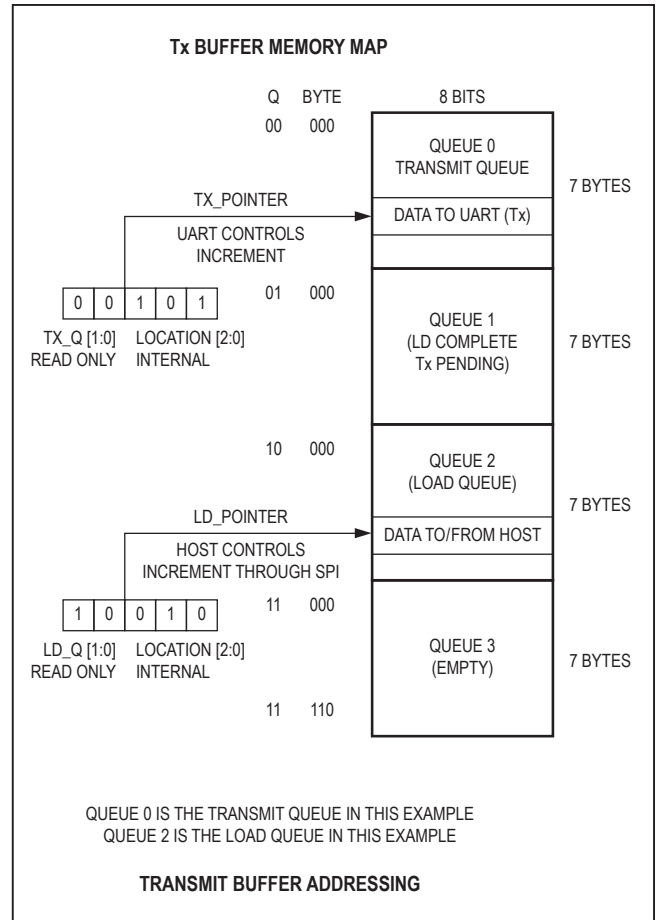 Tx BUFFER MEMORY MAP
Q BYTE 8 BITS
00 000
QUEUE 0
TRANSMIT QUEUE
7 BYTES
TX_POINTER
DATA TO UART (Tx)
UART CONTROLS
INCREMENT
0 0 1 0 1
TX_Q [1:0] LOCATION [2:0]
READ ONLY INTERNAL
01 000
QUEUE 1
(LD COMPLETE
Tx PENDING)
7 BYTES
10 000
QUEUE 2
(LOAD QUEUE)
7 BYTES
LD_POINTER
DATA TO/FROM HOST
HOST CONTROLS
INCREMENT THROUGH SPI
1 0 0 1 0
LD_Q [1:0] LOCATION [2:0]
READ ONLY INTERNAL
11 000
QUEUE 3
(EMPTY)
7 BYTES
11 110
QUEUE 0 IS THE TRANSMIT QUEUE IN THIS EXAMPLE
QUEUE 2 IS THE LOAD QUEUE IN THIS EXAMPLE
TRANSMIT BUFFER ADDRESSING